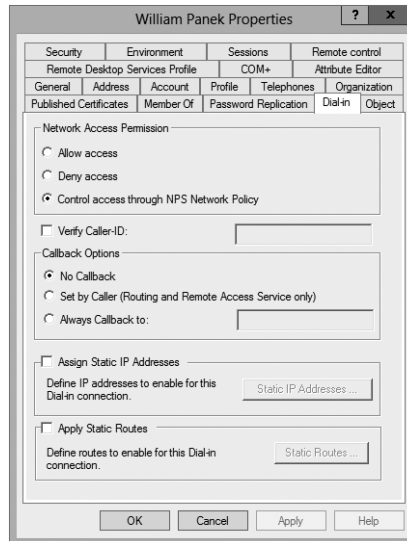 William Panek Properties
? x
Security Environment Sessions Remote control
Remote Desktop Services Profile COM+ Attribute Editor
General Address Account Profile Telephones Organization
Published Certificates Member Of Password Replication Dial-in Object
Network Access Permission
Allow access
Deny access
Control access through NPS Network Policy
Verify Caller-ID:
Callback Options
No Callback
Set by Caller (Routing and Remote Access Service only)
Always Callback to:
Assign Static IP Addresses
Define IP addresses to enable for this
Dial-in connection.
Static IP Addresses ...
Apply Static Routes
Define routes to enable for this Dial-in
connection.
Static Routes ...
OK Cancel Apply Help